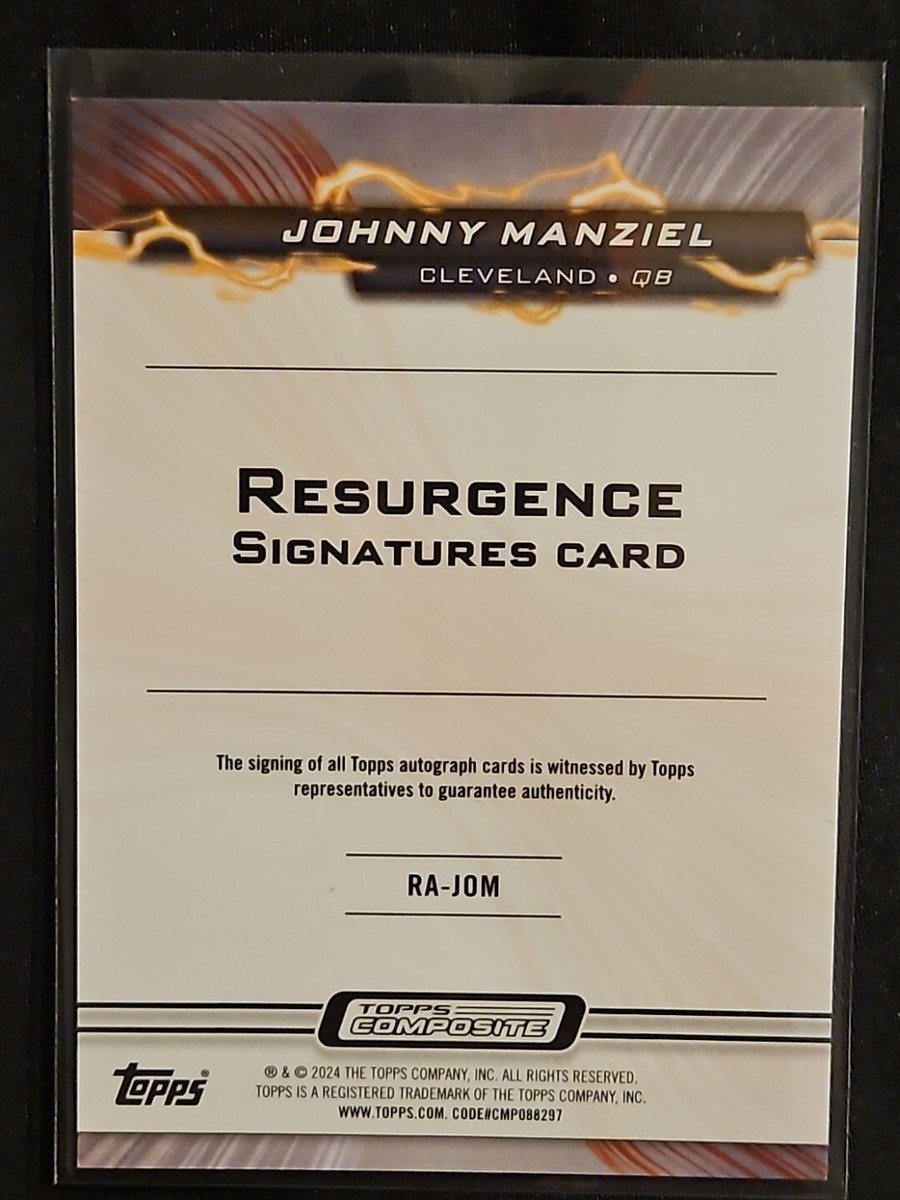 JOHNNY MANZIEL
CLEVELAND • QB
RESURGENCE
SIGNATURES CARD
The signing of all Topps autograph cards is witnessed by Topps
representatives to guarantee authenticity.
RA-JOM
TOPPS
COMPOSITE
topps®
® & © 2024 THE TOPPS COMPANY, INC. ALL RIGHTS RESERVED.
TOPPS IS A REGISTERED TRADEMARK OF THE TOPPS COMPANY, INC.
WWW.TOPPS.COM. CODE#CMP088297